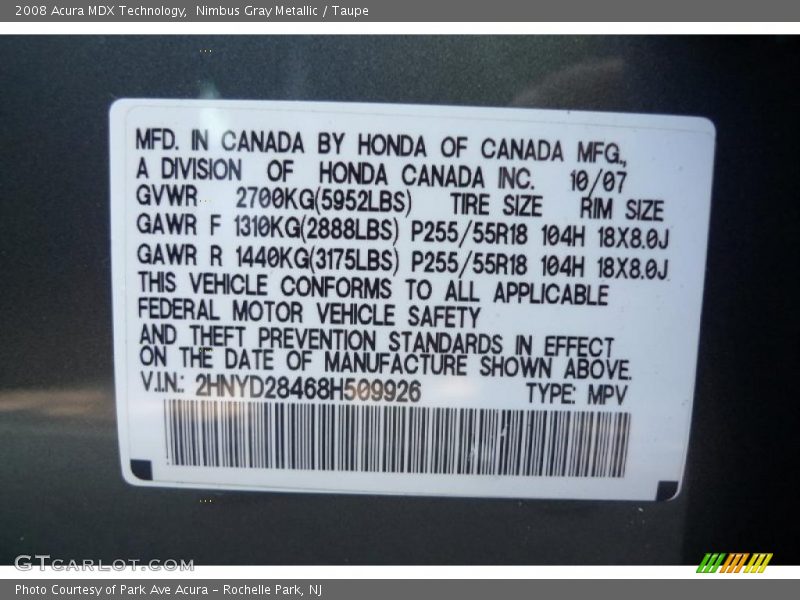 2008 Acura MDX Technology,  Nimbus Gray Metallic / Taupe
MFD. IN CANADA BY HONDA OF CANADA MFG.,
A DIVISION OF HONDA CANADA INC. 10/07
GVWR 2700KG(5952LBS) TIRE SIZE RIM SIZE
GAWR F 1310KG(2888LBS) P255/55R18 104H 18X8.0J
GAWR R 1440KG(3175LBS) P255/55R18 104H 18X8.0J
THIS VEHICLE CONFORMS TO ALL APPLICABLE
FEDERAL MOTOR VEHICLE SAFETY
AND THEFT PREVENTION STANDARDS IN EFFECT
ON THE DATE OF MANUFACTURE SHOWN ABOVE.
V.I.N: 2HNYD28468H509926 TYPE: MPV
GTCARLOT.COM
Photo Courtesy of Park Ave Acura - Rochelle Park, NJ